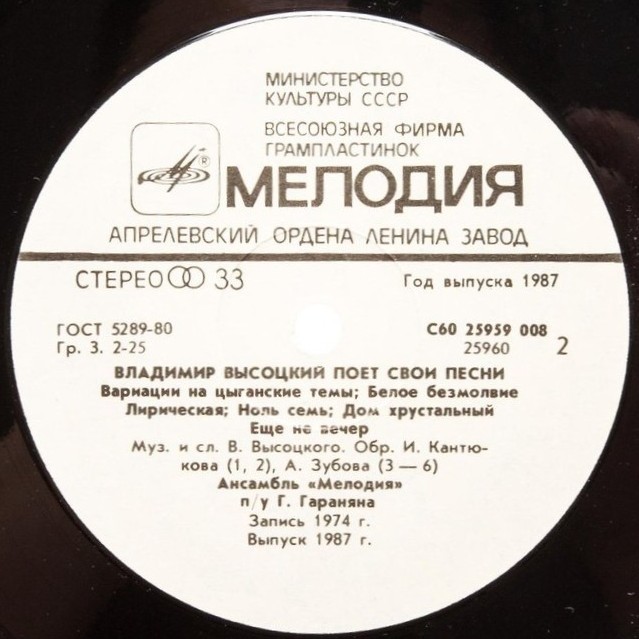 МИНИСТЕРСТВО
КУЛЬТУРЫ СССР
ВСЕСОЮЗНАЯ ФИРМА
ГРАМПЛАСТИНОК
®
МЕЛОДИЯ
АПРЕЛЕВСКИЙ ОРДЕНА ЛЕНИНА ЗАВОД
СТЕРЕО 33
Год выпуска 1987
ГОСТ 5289-80
С60 25959 008
Гр. 3. 2-25
25960 2
ВЛАДИМИР ВЫСОЦКИЙ ПОЕТ СВОИ ПЕСНИ
Вариации на цыганские темы; Белое безмолвие
Лирическая; Ноль семь; Дом хрустальный
Еще не вечер
Муз. и сл. В. Высоцкого. Обр. И. Кантю-
кова (1, 2), А. Зубова (3 — 6)
Ансамбль «Мелодия»
п/у Г. Гараняна
Запись 1974 г.
Выпуск 1987 г.